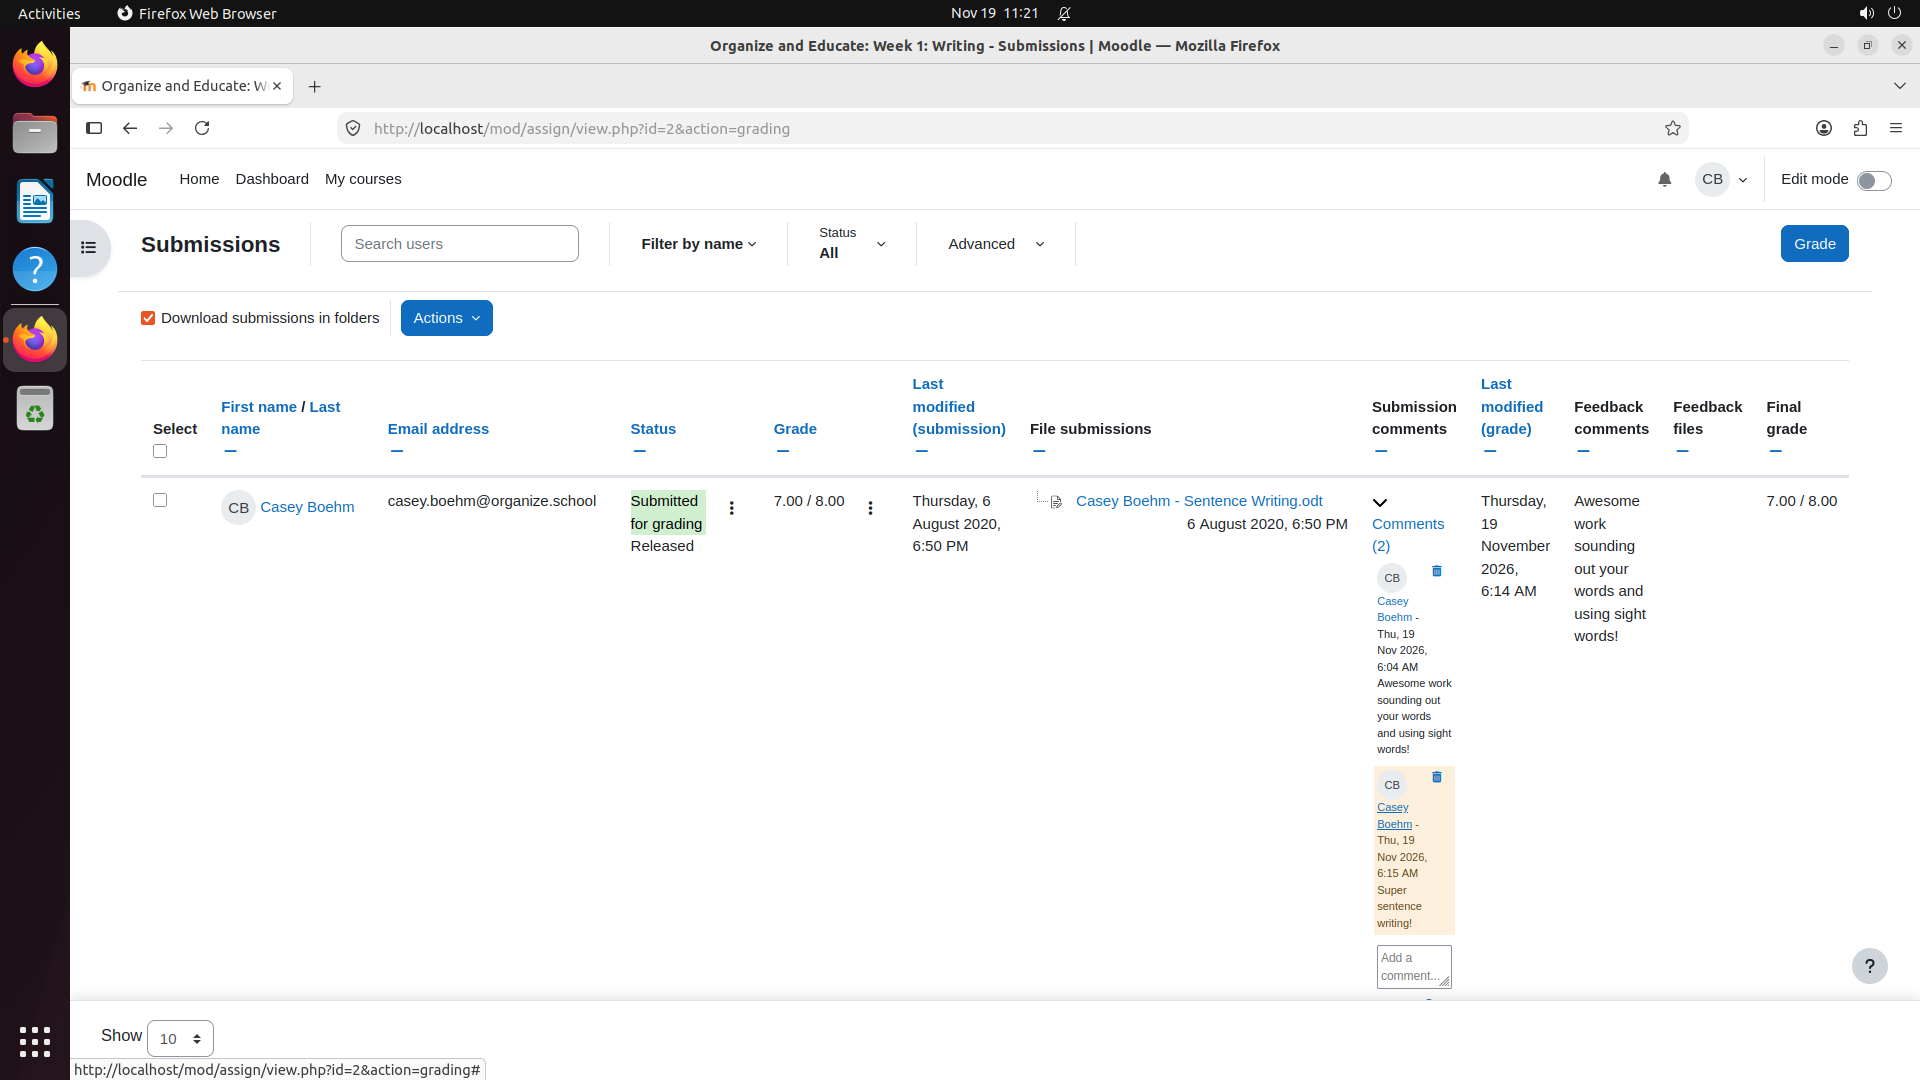 Activities
Firefox Web Browser
Nov 19 11:21
Organize and Educate: Week 1: Writing - Submissions | Moodle — Mozilla Firefox
Organize and Educate: W
http://localhost/mod/assign/view.php?id=2&action=grading
Moodle
Home
Dashboard
My courses
CB
Edit mode
Submissions
Search users
Filter by name
Status
All
Advanced
Grade
Download submissions in folders
Actions
Select
First name / Last
name
Email address
Status
Grade
Last
modified
(submission)
File submissions
Submission
comments
Last
modified
(grade)
Feedback
comments
Feedback
files
Final
grade
CB
Casey Boehm
casey.boehm@organize.school
Submitted
for grading
Released
7.00 / 8.00
Thursday, 6
August 2020,
6:50 PM
Casey Boehm - Sentence Writing.odt
6 August 2020, 6:50 PM
Comments
(2)
CB
Casey
Boehm -
Thu, 19
Nov 2026,
6:04 AM
Awesome work
sounding out
your words
and using sight
words!
CB
Casey
Boehm -
Thu, 19
Nov 2026,
6:15 AM
Super
sentence
writing!
Add a
comment...
Thursday,
19
November
2026,
6:14 AM
Awesome
work
sounding
out your
words and
using sight
words!
7.00 / 8.00
?
Show
10
http://localhost/mod/assign/view.php?id=2&action=grading#